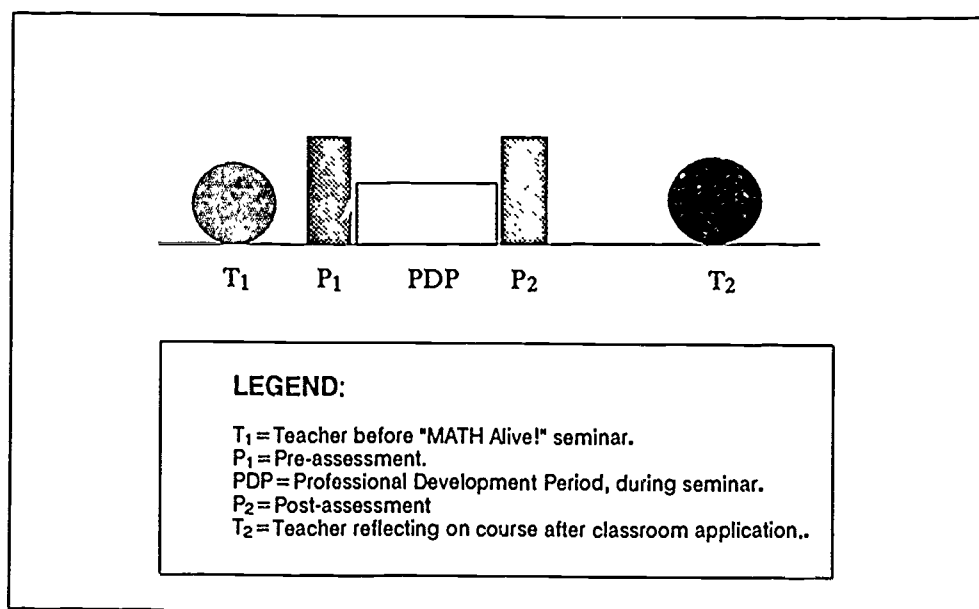 T₁ P₁ PDP P₂ T₂
LEGEND:
T₁=Teacher before "MATH Alive!" seminar.
P₁=Pre-assessment.
PDP=Professional Development Period, during seminar.
P₂=Post-assessment
T₂=Teacher reflecting on course after classroom application..